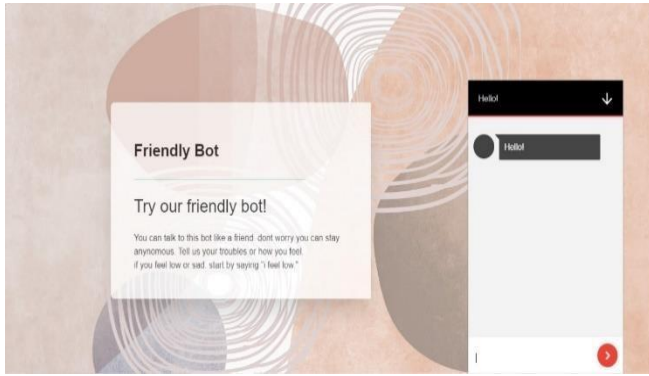 Friendly Bot
Try our friendly bot!
You can talk to this bot like a friend. dont worry you can stay
anynomous. Tell us your troubles or how you feel.
if you feel low or sad. start by saying "i feel low."
Hello!
Hello!